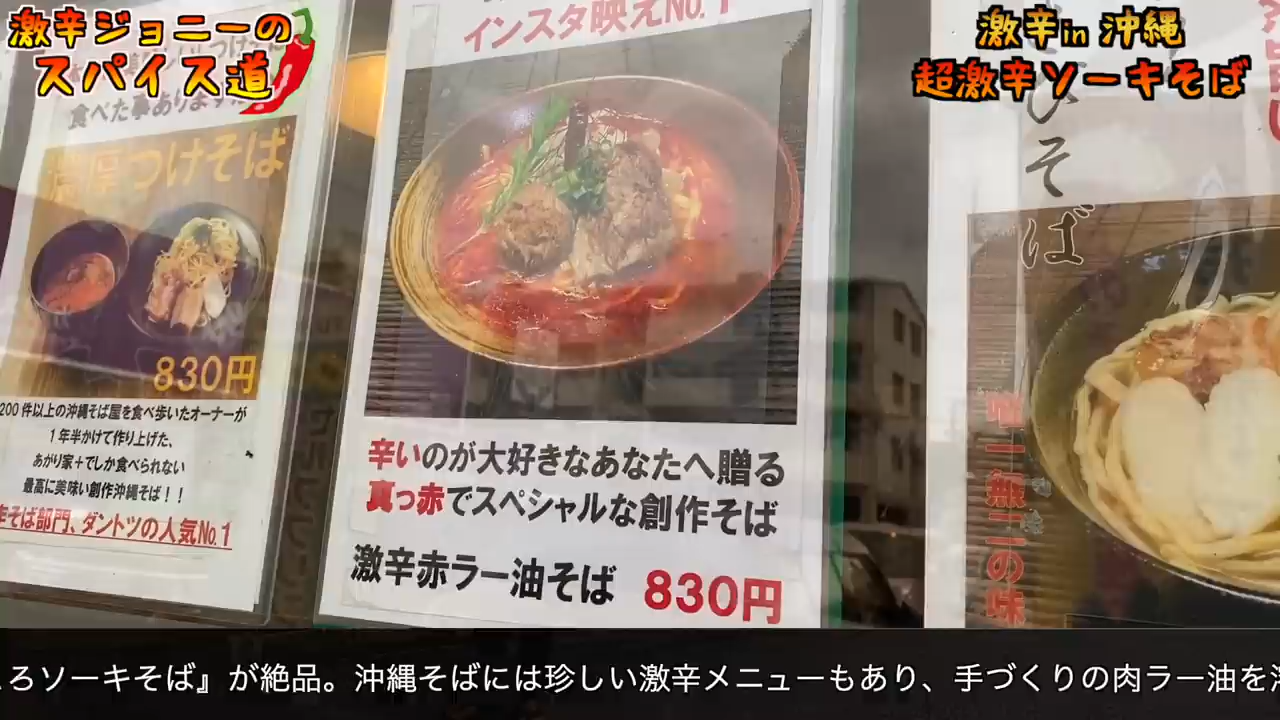 激辛ジョニーの
スパイス道
激辛in 沖縄
超激辛ソーキそば
食べた事あります
濃厚つけそば
830円
200件以上の沖縄そば屋を食べ歩いたオーナーが
1年半かけて作り上げた、
あがり家+でしか食べられない
最高に美味い創作沖縄そば!!
そば部門、ダントツの人気No.1
インスタ映えNo.1
辛いのが大好きなあなたへ贈る
真っ赤でスペシャルな創作そば
激辛赤ラー油そば 830円
びそば
唯一無二の味
ろソーキそば』が絶品。沖縄そばには珍しい激辛メニューもあり、手づくりの肉ラー油を